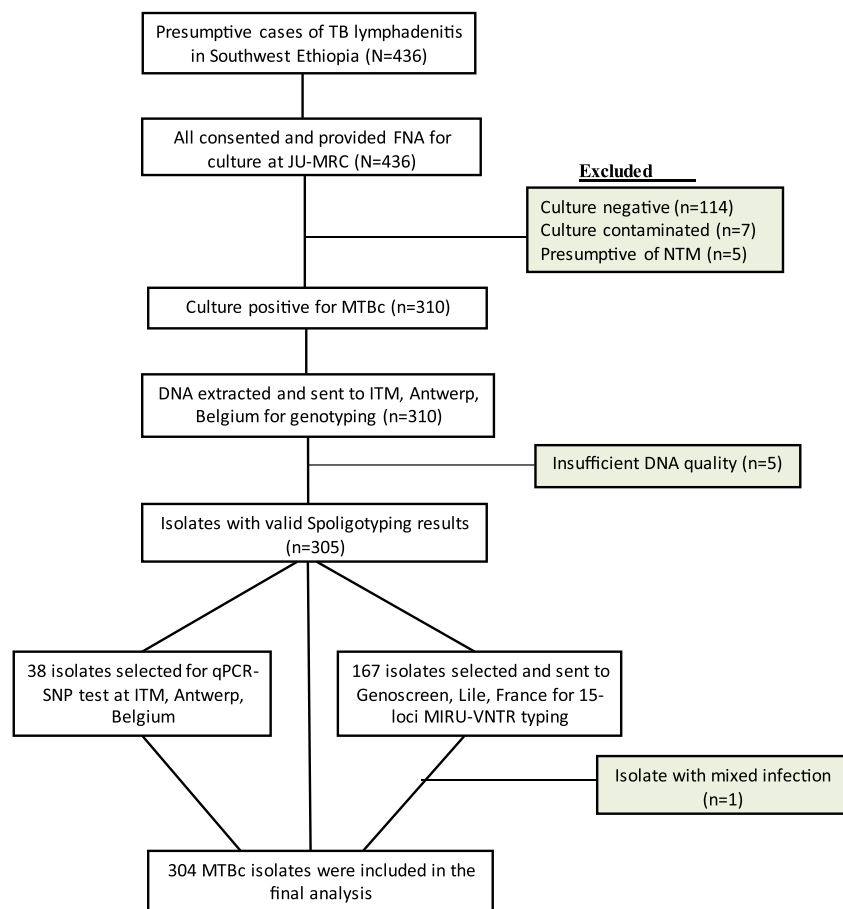 Presumptive cases of TB lymphadenitis
in Southwest Ethiopia (N=436)
All consented and provided FNA for
culture at JU-MRC (N=436)
Excluded
Culture negative (n=114)
Culture contaminated (n=7)
Presumptive of NTM (n=5)
Culture positive for MTBc (n=310)
DNA extracted and sent to ITM, Antwerp,
Belgium for genotyping (n=310)
Insufficient DNA quality (n=5)
Isolates with valid Spoligotyping results
(n=305)
38 isolates selected for qPCR-
SNP test at ITM, Antwerp,
Belgium
167 isolates selected and sent to
Genoscreen, Lile, France for 15-
loci MIRU-VNTR typing
Isolate with mixed infection
(n=1)
304 MTBc isolates were included in the
final analysis